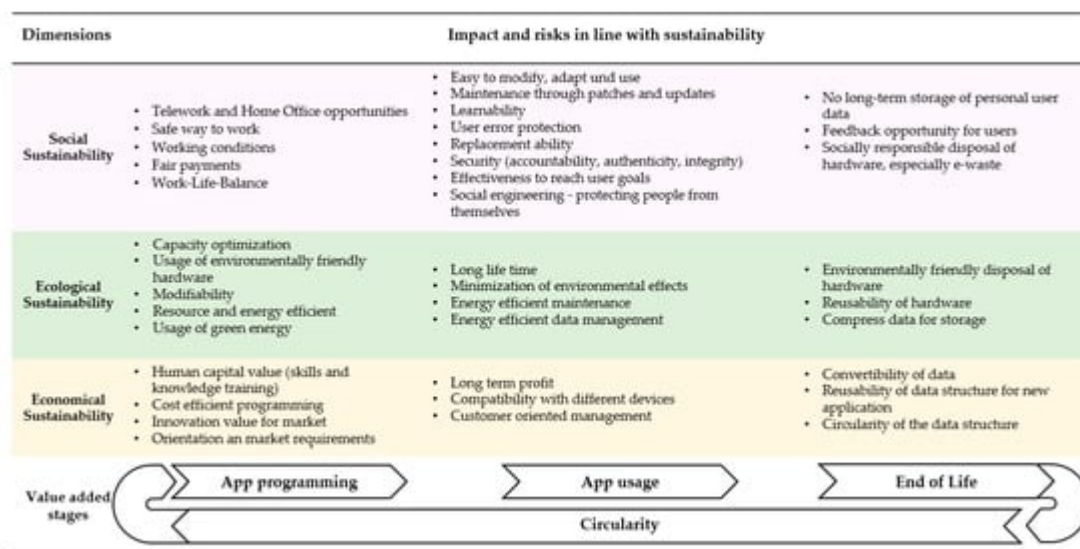 Dimensions
Impact and risks in line with sustainability
Social
Sustainability
• Telework and Home Office opportunities
• Safe way to work
• Working conditions
• Fair payments
• Work-Life-Balance
• Easy to modify, adapt und use
• Maintenance through patches and updates
• Learnability
• User error protection
• Replacement ability
• Security (accountability, authenticity, integrity)
• Effectiveness to reach user goals
• Social engineering - protecting people from
themselves
• No long-term storage of personal user
data
• Feedback opportunity for users
• Socially responsible disposal of
hardware, especially e-waste
Ecological
Sustainability
• Capacity optimization
• Usage of environmentally friendly
hardware
• Modifiability
• Resource and energy efficient
• Usage of green energy
• Long life time
• Minimization of environmental effects
• Energy efficient maintenance
• Energy efficient data management
• Environmentally friendly disposal of
hardware
• Reusability of hardware
• Compress data for storage
Economical
Sustainability
• Human capital value (skills and
knowledge training)
• Cost efficient programming
• Innovation value for market
• Orientation an market requirements
• Long term profit
• Compatibility with different devices
• Customer oriented management
• Convertibility of data
• Reusability of data structure for new
application
• Circularity of the data structure
Value added
stages
App programming
App usage
End of Life
Circularity